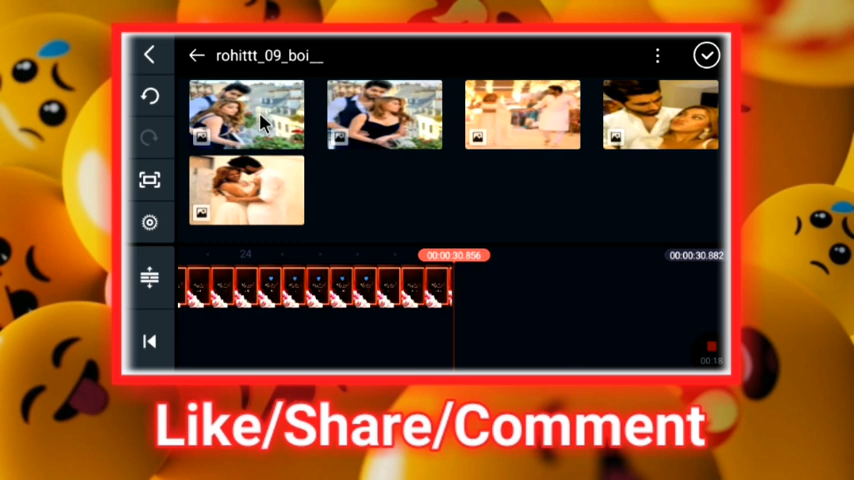 rohittt_09_boi__
24
00:00:30.856
00:00:30.882
00:18
Like/Share/Comment